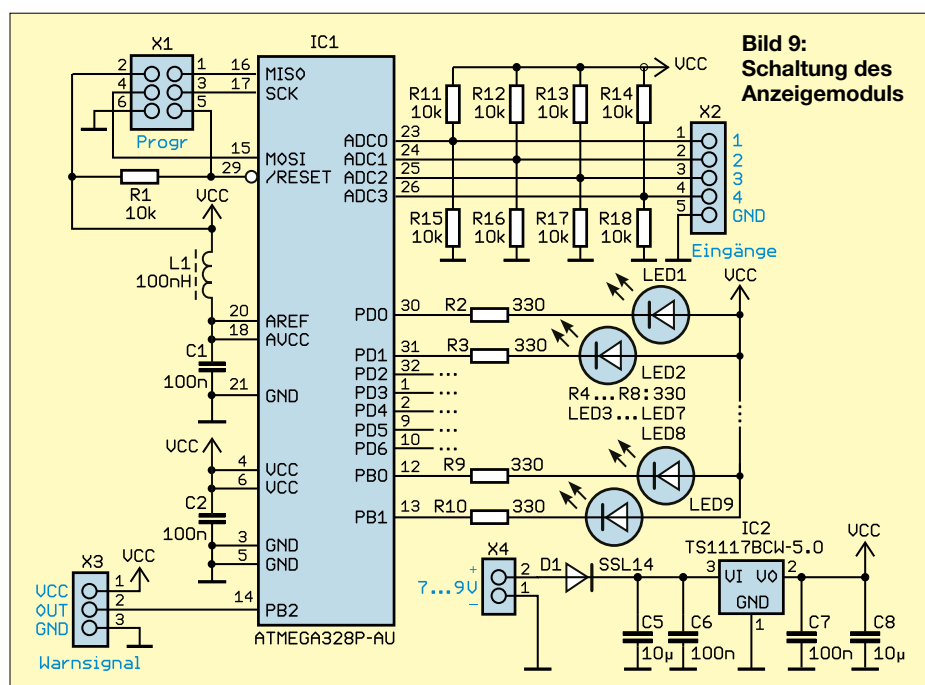 Bild 9:
Schaltung des
Anzeigemoduls
X1
2
1
4
3
6
5
Progr
IC1
16
MISO
17
SCK
15
MOSI
29
/RESET
R1
10k
VCC
L1
100nH
20
AREF
18
AVCC
C1
100n
21
GND
VCC
4
VCC
6
VCC
C2
100n
3
GND
5
GND
X3
VCC
1
VCC
OUT
2
GND
3
Warnsignal
14
PB2
ATMEGA328P-AU
R11
10k
R12
10k
R13
10k
R14
10k
VCC
ADC0
23
ADC1
24
ADC2
25
ADC3
26
X2
1
1
2
2
3
3
4
4
5
GND
Eingänge
R15
10k
R16
10k
R17
10k
R18
10k
PD0
30
R2
330
LED1
VCC
PD1
31
R3
330
LED2
PD2
32
...
PD3
1
...
PD4
2
...
PD5
9
...
PD6
10
...
R4...R8:330
LED3...LED7
LED8
PB0
12
R9
330
LED9
PB1
13
R10
330
X4
+
2
7...9V
–
1
D1
SSL14
IC2
TS1117BCW-5.0
3
VI
VO
2
GND
1
VCC
C5
10µ
C6
100n
C7
100n
C8
10µ